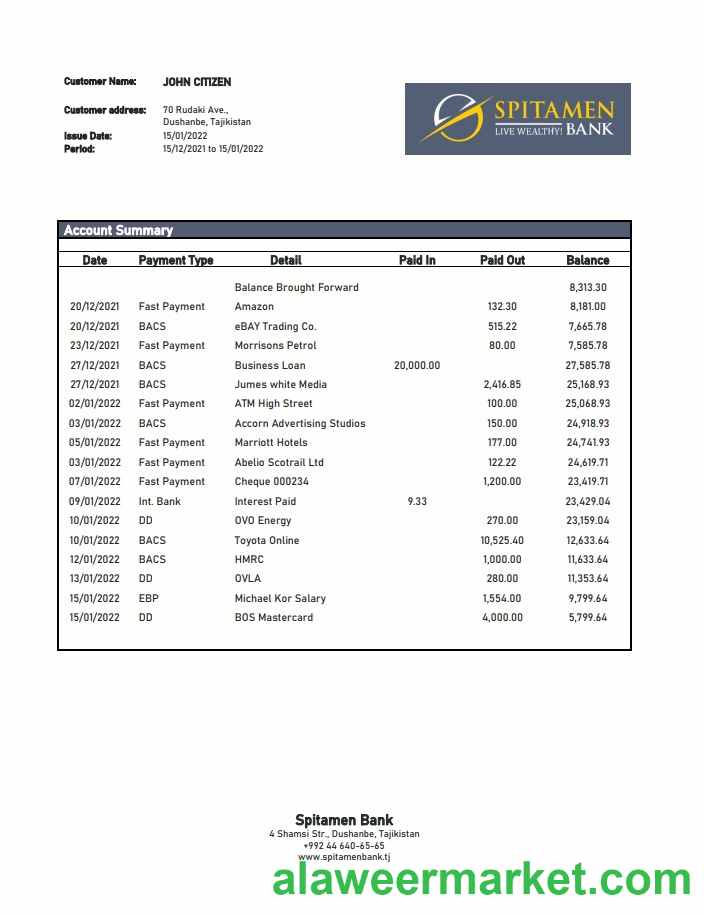 Customer Name: JOHN CITIZEN
Customer address: 70 Rudaki Ave.,
Dushanbe, Tajikistan
Issue Date: 15/01/2022
Period: 15/12/2021 to 15/01/2022
SPITAMEN
LIVE WEALTHY! BANK
Account Summary
Date Payment Type Detail Paid In Paid Out Balance
Balance Brought Forward 8,313.30
20/12/2021 Fast Payment Amazon 132.30 8,181.00
20/12/2021 BACS eBAY Trading Co. 515.22 7,665.78
23/12/2021 Fast Payment Morrisons Petrol 80.00 7,585.78
27/12/2021 BACS Business Loan 20,000.00 27,585.78
27/12/2021 BACS Jumes white Media 2,416.85 25,168.93
02/01/2022 Fast Payment ATM High Street 100.00 25,068.93
03/01/2022 BACS Accorn Advertising Studios 150.00 24,918.93
05/01/2022 Fast Payment Marriott Hotels 177.00 24,741.93
03/01/2022 Fast Payment Abelio Scotrail Ltd 122.22 24,619.71
07/01/2022 Fast Payment Cheque 000234 1,200.00 23,419.71
09/01/2022 Int. Bank Interest Paid 9.33 23,429.04
10/01/2022 DD OVO Energy 270.00 23,159.04
10/01/2022 BACS Toyota Online 10,525.40 12,633.64
12/01/2022 BACS HMRC 1,000.00 11,633.64
13/01/2022 DD OVLA 280.00 11,353.64
15/01/2022 EBP Michael Kor Salary 1,554.00 9,799.64
15/01/2022 DD BOS Mastercard 4,000.00 5,799.64
Spitamen Bank
4 Shamsi Str., Dushanbe, Tajikistan
+992 44 640-65-65
www.spitamenbank.tj
alaweermarket.com